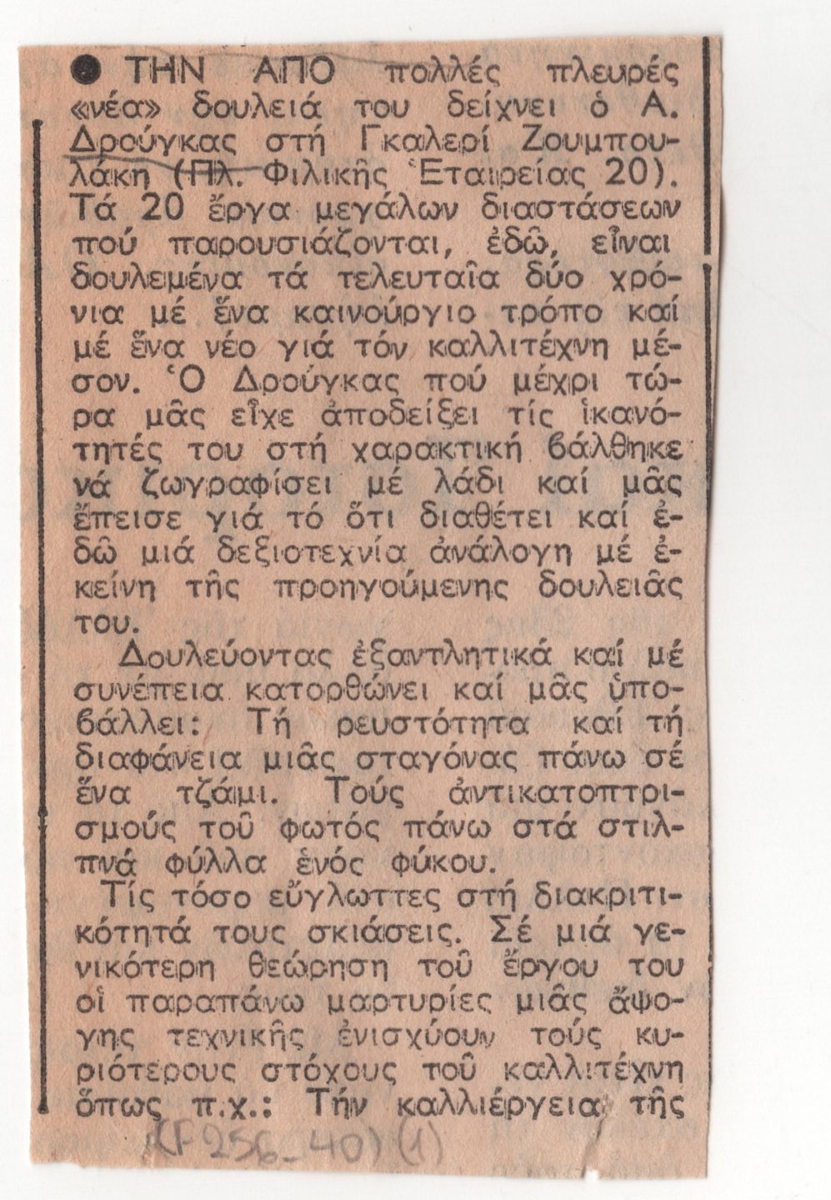 ● ΤΗΝ ΑΠΟ πολλές πλευρές
«νέα» δουλειά του δείχνει ὁ Α.
Δρούγκας στή Γκαλερί Ζουμπου-
λάκη (Πλ. Φιλικῆς Ἑταιρείας 20).
Τά 20 ἔργα μεγάλων διαστάσεων
πού παρουσιάζονται, ἐδῶ, εἶναι
δουλεμένα τά τελευταῖα δύο χρό-
νια μέ ἕνα καινούργιο τρόπο καί
μέ ἕνα νέο γιά τόν καλλιτέχνη μέ-
σον. Ὁ Δρούγκας πού μέχρι τώ-
ρα μᾶς εἶχε ἀποδείξει τίς ἱκανό-
τητές του στή χαρακτική βάλθηκε
νά ζωγραφίσει μέ λάδι καί μᾶς
ἔπεισε γιά τό ὅτι διαθέτει καί ἐ-
δῶ μιά δεξιοτεχνία ἀνάλογη μέ ἐ-
κείνη τῆς προηγούμενης δουλειᾶς
του.
Δουλεύοντας ἐξαντλητικά καί μέ
συνέπεια κατορθώνει καί μᾶς ὑπο-
βάλλει: Τή ρευστότητα καί τή
διαφάνεια μιᾶς σταγόνας πάνω σέ
ἕνα τζάμι. Τούς ἀντικατοπτρι-
σμούς τοῦ φωτός πάνω στά στιλ-
πνά φύλλα ἑνός φύκου.
Τίς τόσο εὔγλωττες στή διακριτι-
κότητά τους σκιάσεις. Σέ μιά γε-
νικότερη θεώρηση τοῦ ἔργου του
οἱ παραπάνω μαρτυρίες μιᾶς ἄψο-
γης τεχνικῆς ἐνισχύουν τούς κυ-
ριότερους στόχους τοῦ καλλιτέχνη
ὅπως π.χ.: Τήν καλλιέργεια τῆς
(F256-40) (1)